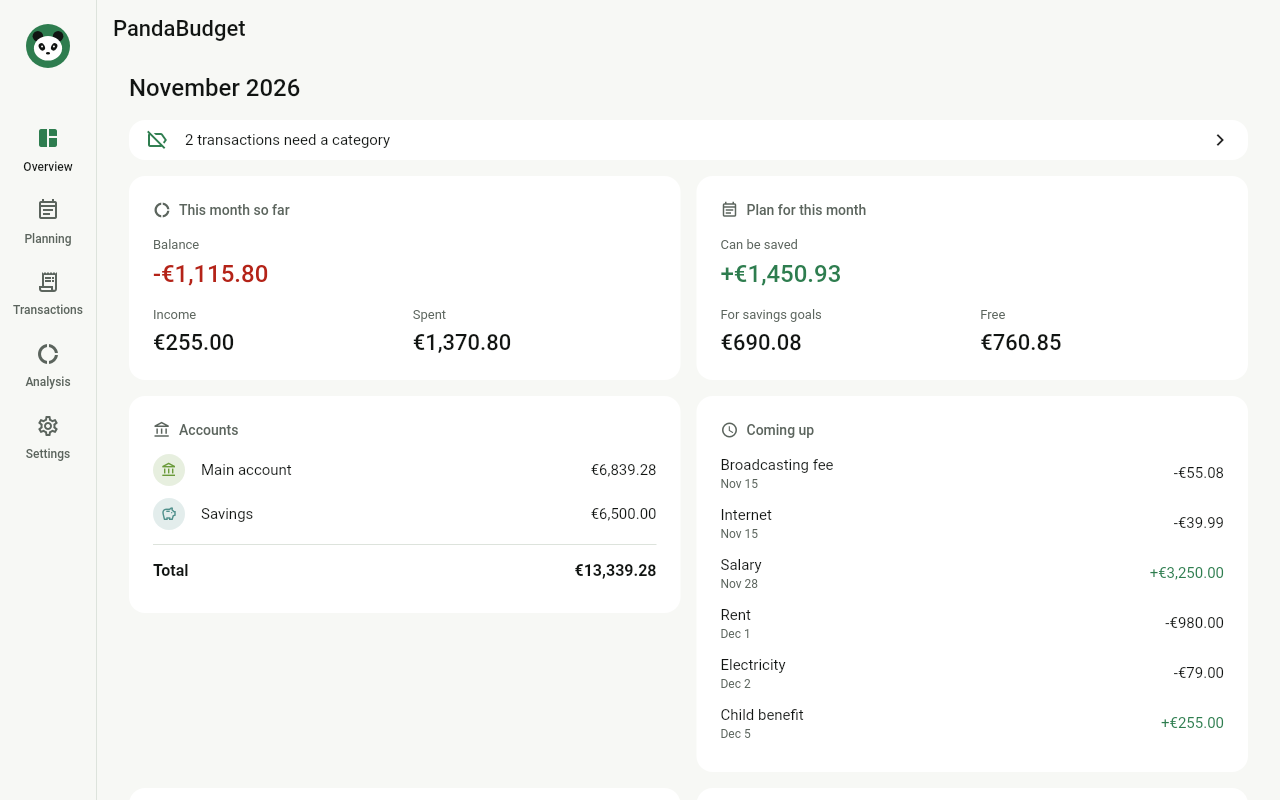 PandaBudget
Overview
Planning
Transactions
Analysis
Settings
November 2026
2 transactions need a category
This month so far
Balance
-€1,115.80
Income
Spent
€255.00
€1,370.80
Plan for this month
Can be saved
+€1,450.93
For savings goals
Free
€690.08
€760.85
Accounts
Main account
€6,839.28
Savings
€6,500.00
Total
€13,339.28
Coming up
Broadcasting fee
Nov 15
-€55.08
Internet
Nov 15
-€39.99
Salary
Nov 28
+€3,250.00
Rent
Dec 1
-€980.00
Electricity
Dec 2
-€79.00
Child benefit
Dec 5
+€255.00